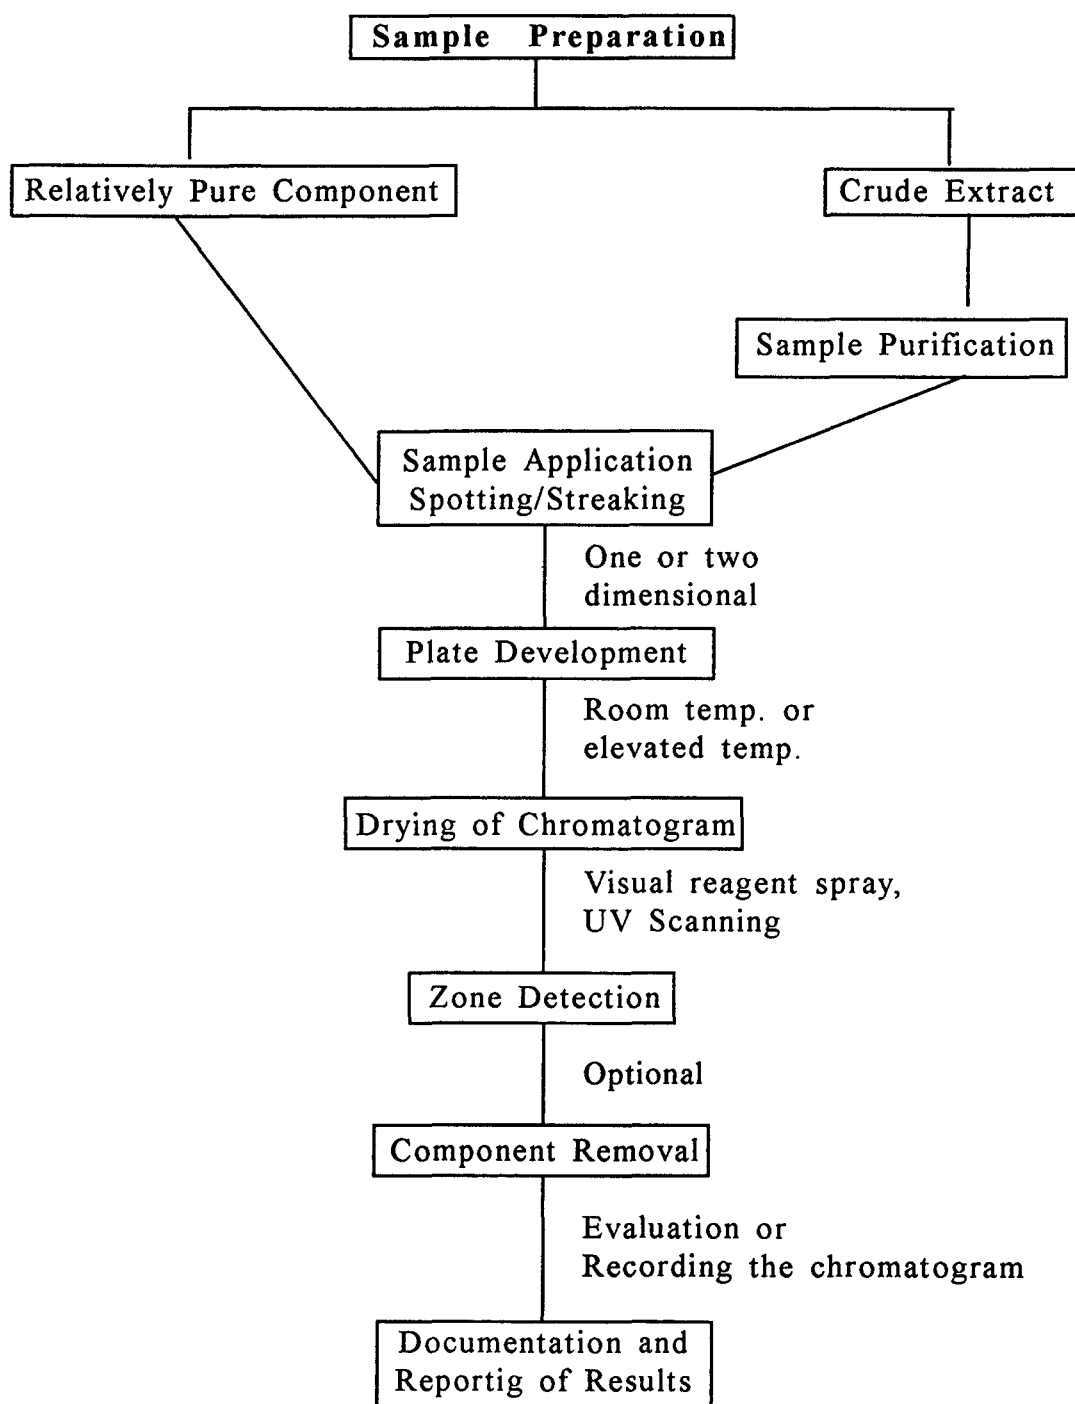 Sample Preparation
Relatively Pure Component
Crude Extract
Sample Purification
Sample Application
Spotting/Streaking
One or two
dimensional
Plate Development
Room temp. or
elevated temp.
Drying of Chromatogram
Visual reagent spray,
UV Scanning
Zone Detection
Optional
Component Removal
Evaluation or
Recording the chromatogram
Documentation and
Reportig of Results